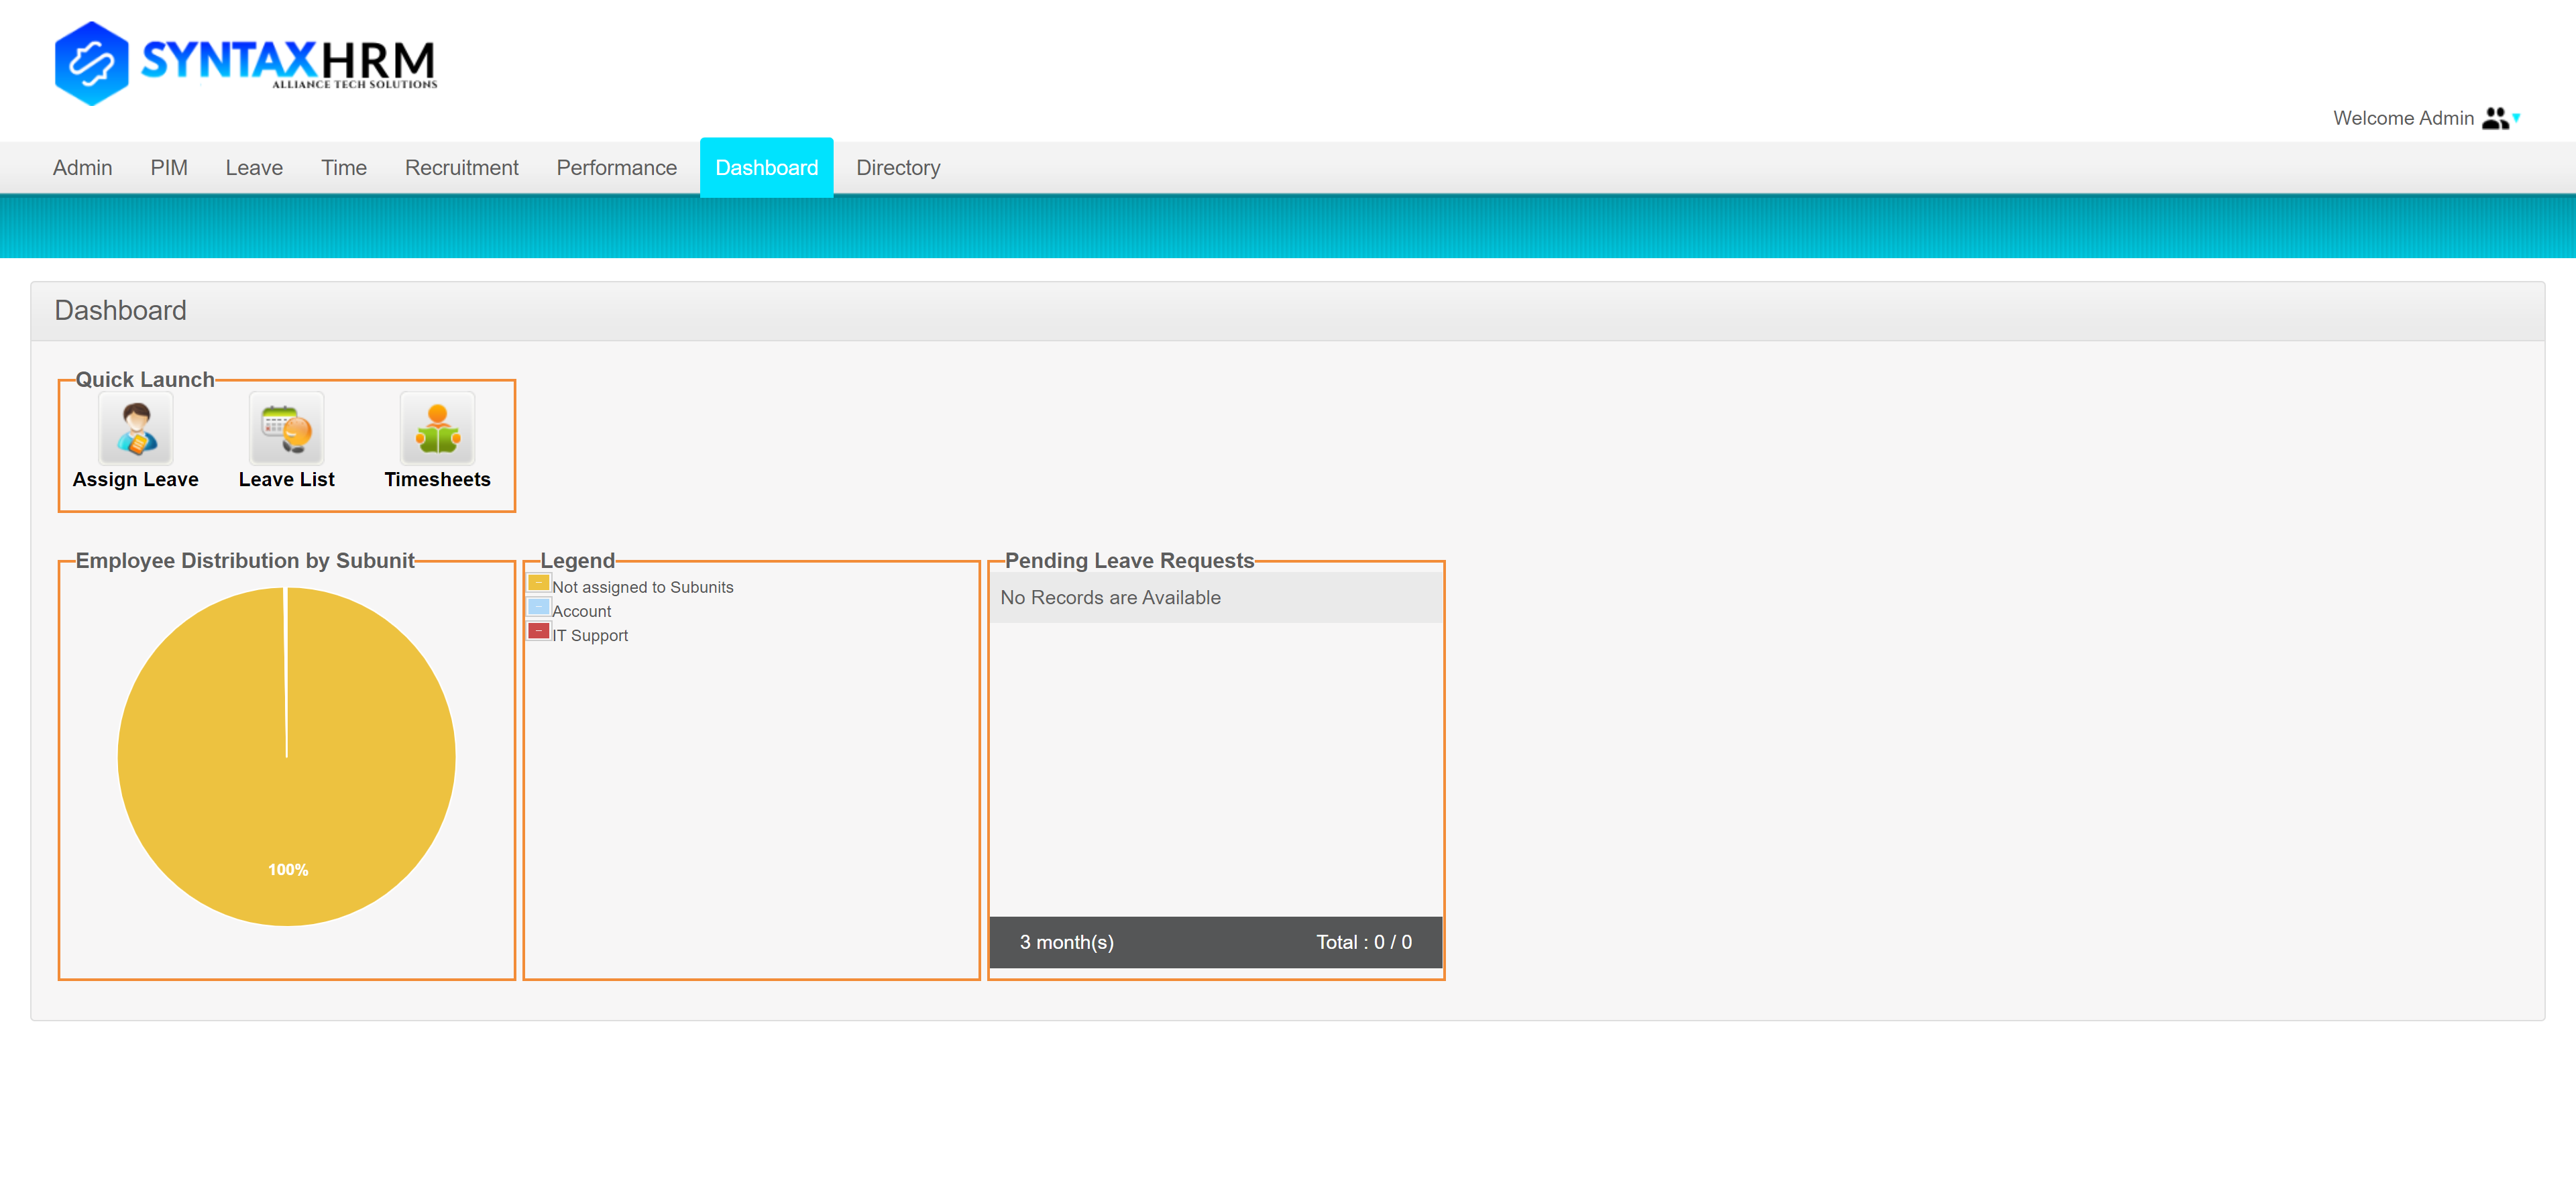 SYNTAXHRM
ALLIANCE TECH SOLUTIONS
Welcome Admin
Admin PIM Leave Time Recruitment Performance Dashboard Directory
Dashboard
Quick Launch
Assign Leave Leave List Timesheets
Employee Distribution by Subunit
100%
Legend
Not assigned to Subunits
Account
IT Support
Pending Leave Requests
No Records are Available
3 month(s) Total : 0 / 0